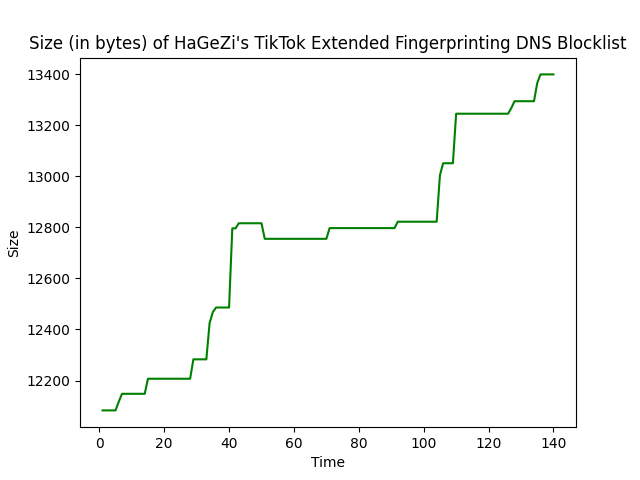 Size (in bytes) of HaGeZi's TikTok Extended Fingerprinting DNS Blocklist
13400
13200
13000
12800
12600
12400
12200
Size
0 20 40 60 80 100 120 140
Time